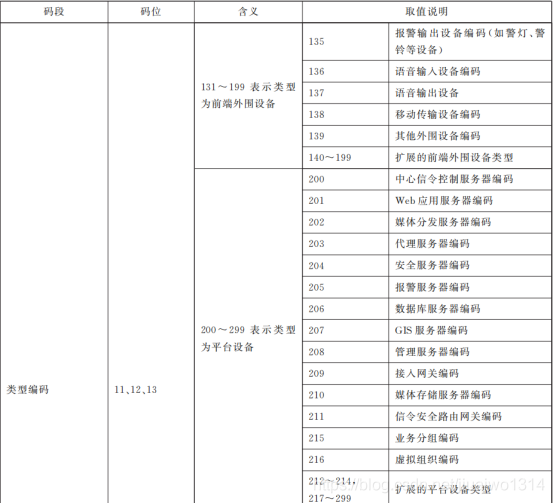 码段 码位 含义 取值说明
类型编码 11、12、13
131～199 表示类型
为前端外围设备
135 报警输出设备编码(如警灯、警
铃等设备)
136 语音输入设备编码
137 语音输出设备
138 移动传输设备编码
139 其他外围设备编码
140～199 扩展的前端外围设备类型
200～299 表示类型
为平台设备
200 中心信令控制服务器编码
201 Web 应用服务器编码
202 媒体分发服务器编码
203 代理服务器编码
204 安全服务器编码
205 报警服务器编码
206 数据库服务器编码
207 GIS 服务器编码
208 管理服务器编码
209 接入网关编码
210 媒体存储服务器编码
211 信令安全路由网关编码
215 业务分组编码
216 虚拟组织编码
212～214， 扩展的平台设备类型
217～299